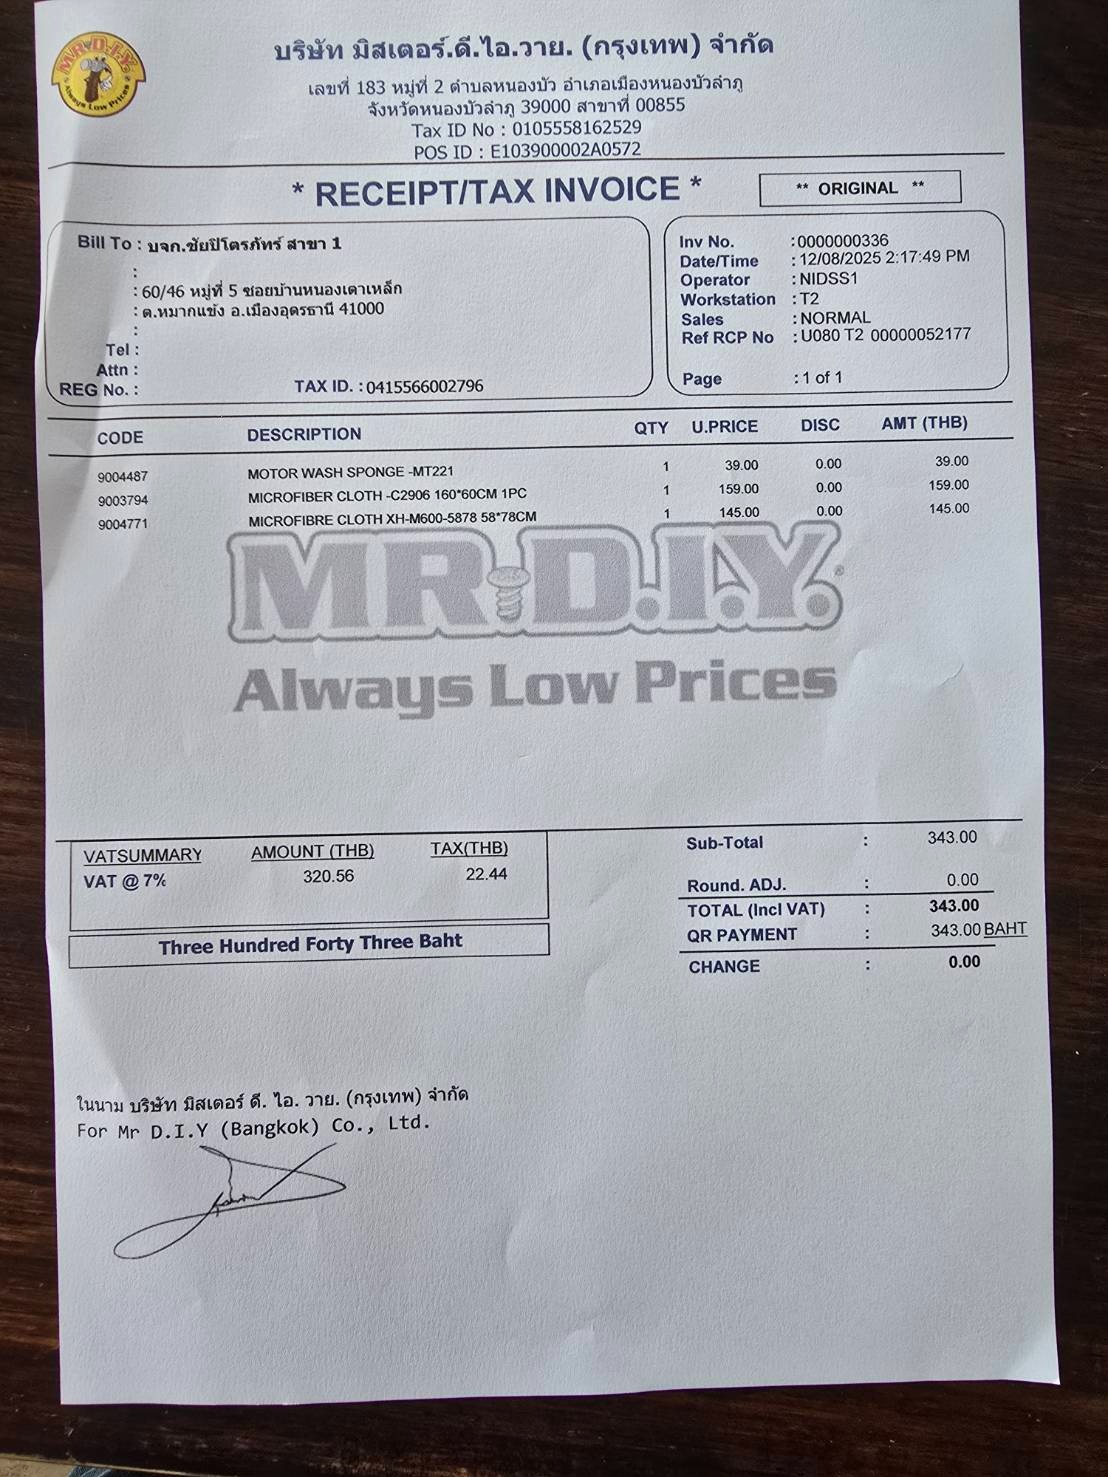 MR.D.I.Y.
Always Low Prices
บริษัท มิสเตอร์.ดี.ไอ.วาย. (กรุงเทพ) จำกัด
เลขที่ 183 หมู่ที่ 2 ตำบลหนองบัว อำเภอเมืองหนองบัวลำภู
จังหวัดหนองบัวลำภู 39000 สาขาที่ 00855
Tax ID No : 0105558162529
POS ID : E103900002A0572
* RECEIPT/TAX INVOICE *
** ORIGINAL **
Bill To : บจก.ชัยปิโตรภัทร์ สาขา 1
:
: 60/46 หมู่ที่ 5 ซอยบ้านหนองเตาเหล็ก
: ต.หมากแข้ง อ.เมืองอุดรธานี 41000
:
Tel :
Attn :
REG No. : TAX ID. : 0415566002796
Inv No. :0000000336
Date/Time : 12/08/2025 2:17:49 PM
Operator : NIDSS1
Workstation : T2
Sales : NORMAL
Ref RCP No : U080 T2 00000052177
Page : 1 of 1
CODE DESCRIPTION QTY U.PRICE DISC AMT (THB)
9004487 MOTOR WASH SPONGE -MT221 1 39.00 0.00 39.00
9003794 MICROFIBER CLOTH -C2906 160*60CM 1PC 1 159.00 0.00 159.00
9004771 MICROFIBRE CLOTH XH-M600-5878 58*78CM 1 145.00 0.00 145.00
MR.D.I.Y.®
Always Low Prices
VATSUMMARY AMOUNT (THB) TAX(THB)
VAT @ 7% 320.56 22.44
Three Hundred Forty Three Baht
Sub-Total : 343.00
Round. ADJ. : 0.00
TOTAL (Incl VAT) : 343.00
QR PAYMENT : 343.00 BAHT
CHANGE : 0.00
ในนาม บริษัท มิสเตอร์ ดี. ไอ. วาย. (กรุงเทพ) จำกัด
For Mr D.I.Y (Bangkok) Co., Ltd.